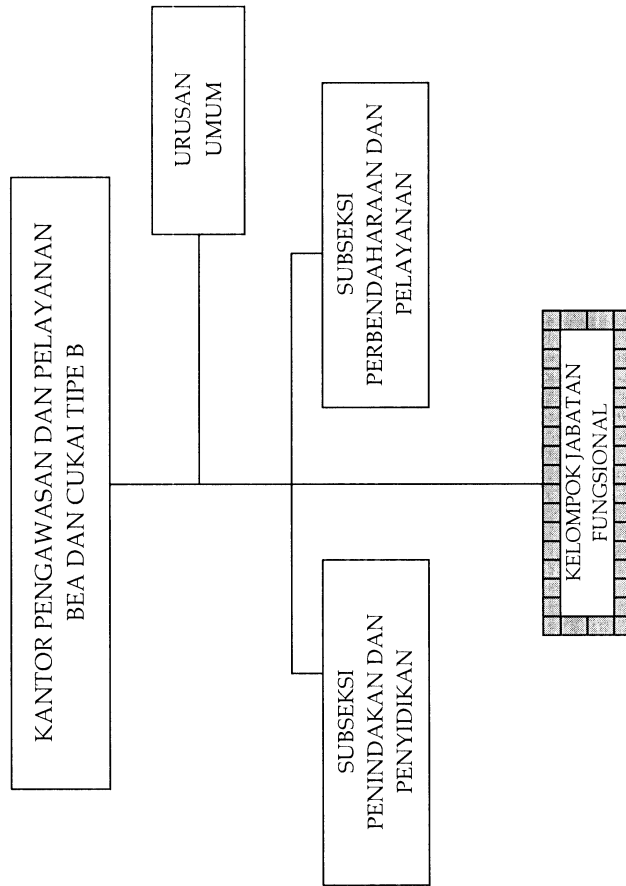 KANTOR PENGAWASAN DAN PELAYANAN
BEA DAN CUKAI TIPE B
URUSAN
UMUM
SUBSEKSI
PENINDAKAN DAN
PENYIDIKAN
SUBSEKSI
PERBENDAHARAAN DAN
PELAYANAN
KELOMPOK JABATAN
FUNGSIONAL